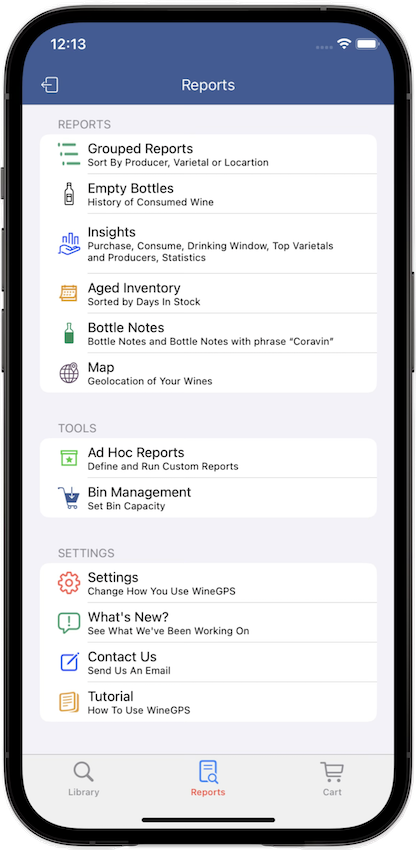 12:13
Reports
REPORTS
Grouped Reports
Sort By Producer, Varietal or Locartion
Empty Bottles
History of Consumed Wine
Insights
Purchase, Consume, Drinking Window, Top Varietals
and Producers, Statistics
Aged Inventory
Sorted by Days In Stock
Bottle Notes
Bottle Notes and Bottle Notes with phrase “Coravin”
Map
Geolocation of Your Wines
TOOLS
Ad Hoc Reports
Define and Run Custom Reports
Bin Management
Set Bin Capacity
SETTINGS
Settings
Change How You Use WineGPS
What's New?
See What We've Been Working On
Contact Us
Send Us An Email
Tutorial
How To Use WineGPS
Library
Reports
Cart